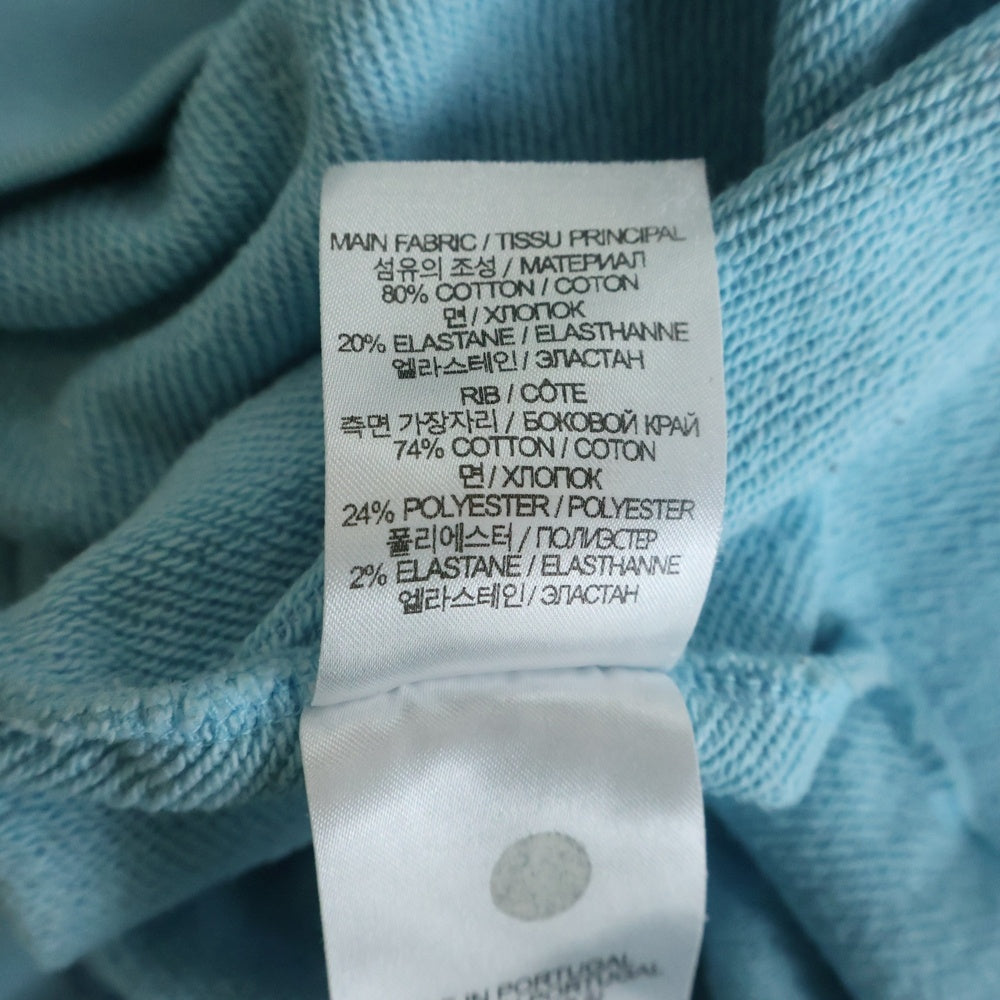 MAIN FABRIC / TISSU PRINCIPAL
섬유의 조성 / МАТЕРИАЛ
80% COTTON / COTON
면 / ХЛОПОК
20% ELASTANE / ELASTHANNE
엘라스테인 / ЭЛАСТАН
RIB / CÔTE
측면 가장자리 / БОКОВОЙ КРАЙ
74% COTTON / COTON
면 / ХЛОПОК
24% POLYESTER / POLYESTER
폴리에스터 / ПОЛИЭСТЕР
2% ELASTANE / ELASTHANNE
엘라스테인 / ЭЛАСТАН
IN PORTUGAL
PORTUGAL